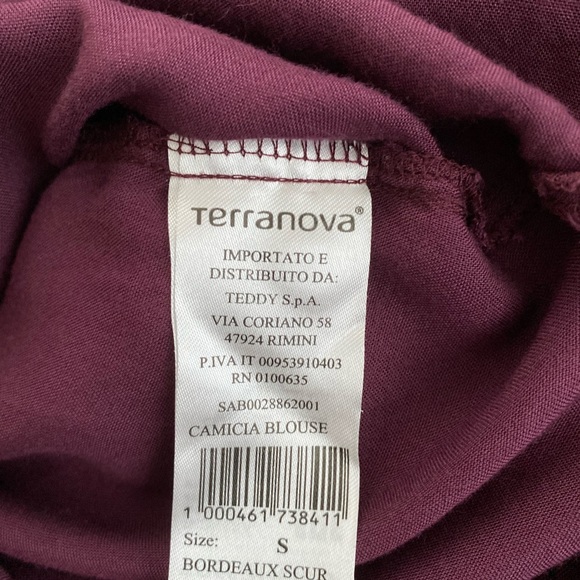 Terranova®
IMPORTATO E
DISTRIBUITO DA:
TEDDY S.p.A.
VIA CORIANO 58
47924 RIMINI
P.IVA IT 00953910403
RN 0100635
SAB0028862001
CAMICIA BLOUSE
1 000461 738411
Size: S
BORDEAUX SCUR